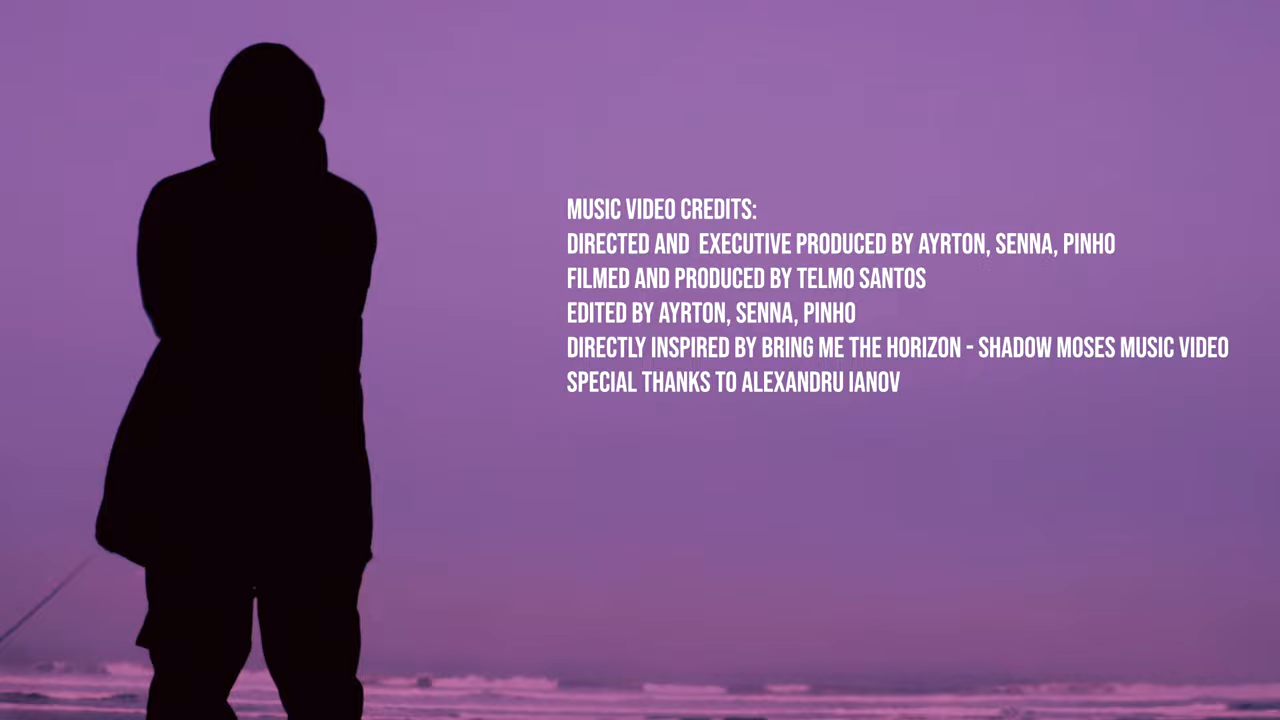 MUSIC VIDEO CREDITS:
DIRECTED AND  EXECUTIVE PRODUCED BY AYRTON, SENNA, PINHO
FILMED AND PRODUCED BY TELMO SANTOS
EDITED BY AYRTON, SENNA, PINHO
DIRECTLY INSPIRED BY BRING ME THE HORIZON - SHADOW MOSES MUSIC VIDEO
SPECIAL THANKS TO ALEXANDRU IANOV